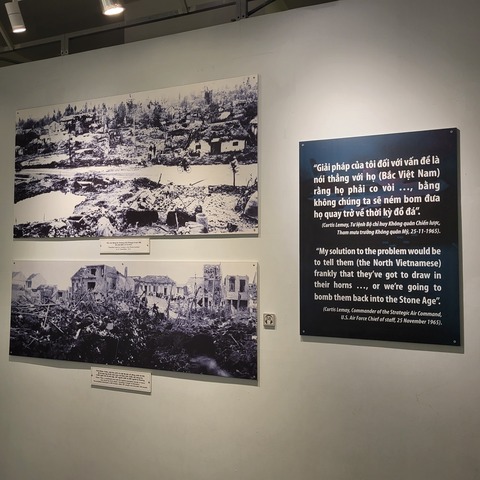 “Giải pháp của tôi đối với vấn đề là
nói thẳng với họ (Bắc Việt Nam)
rằng họ phải co vòi ..., bằng
không chúng ta sẽ ném bom đưa
họ quay trở về thời kỳ đồ đá”.
(Curtis Lemay, Tư lệnh Bộ chỉ huy Không quân Chiến lược,
Tham mưu trưởng Không quân Mỹ, 25-11-1965).
“My solution to the problem would be
to tell them (the North Vietnamese)
frankly that they've got to draw in
their horns ..., or we're going to
bomb them back into the Stone Age”.
(Curtis Lemay, Commander of the Strategic Air Command,
U.S. Air Force Chief of staff, 25 November 1965).